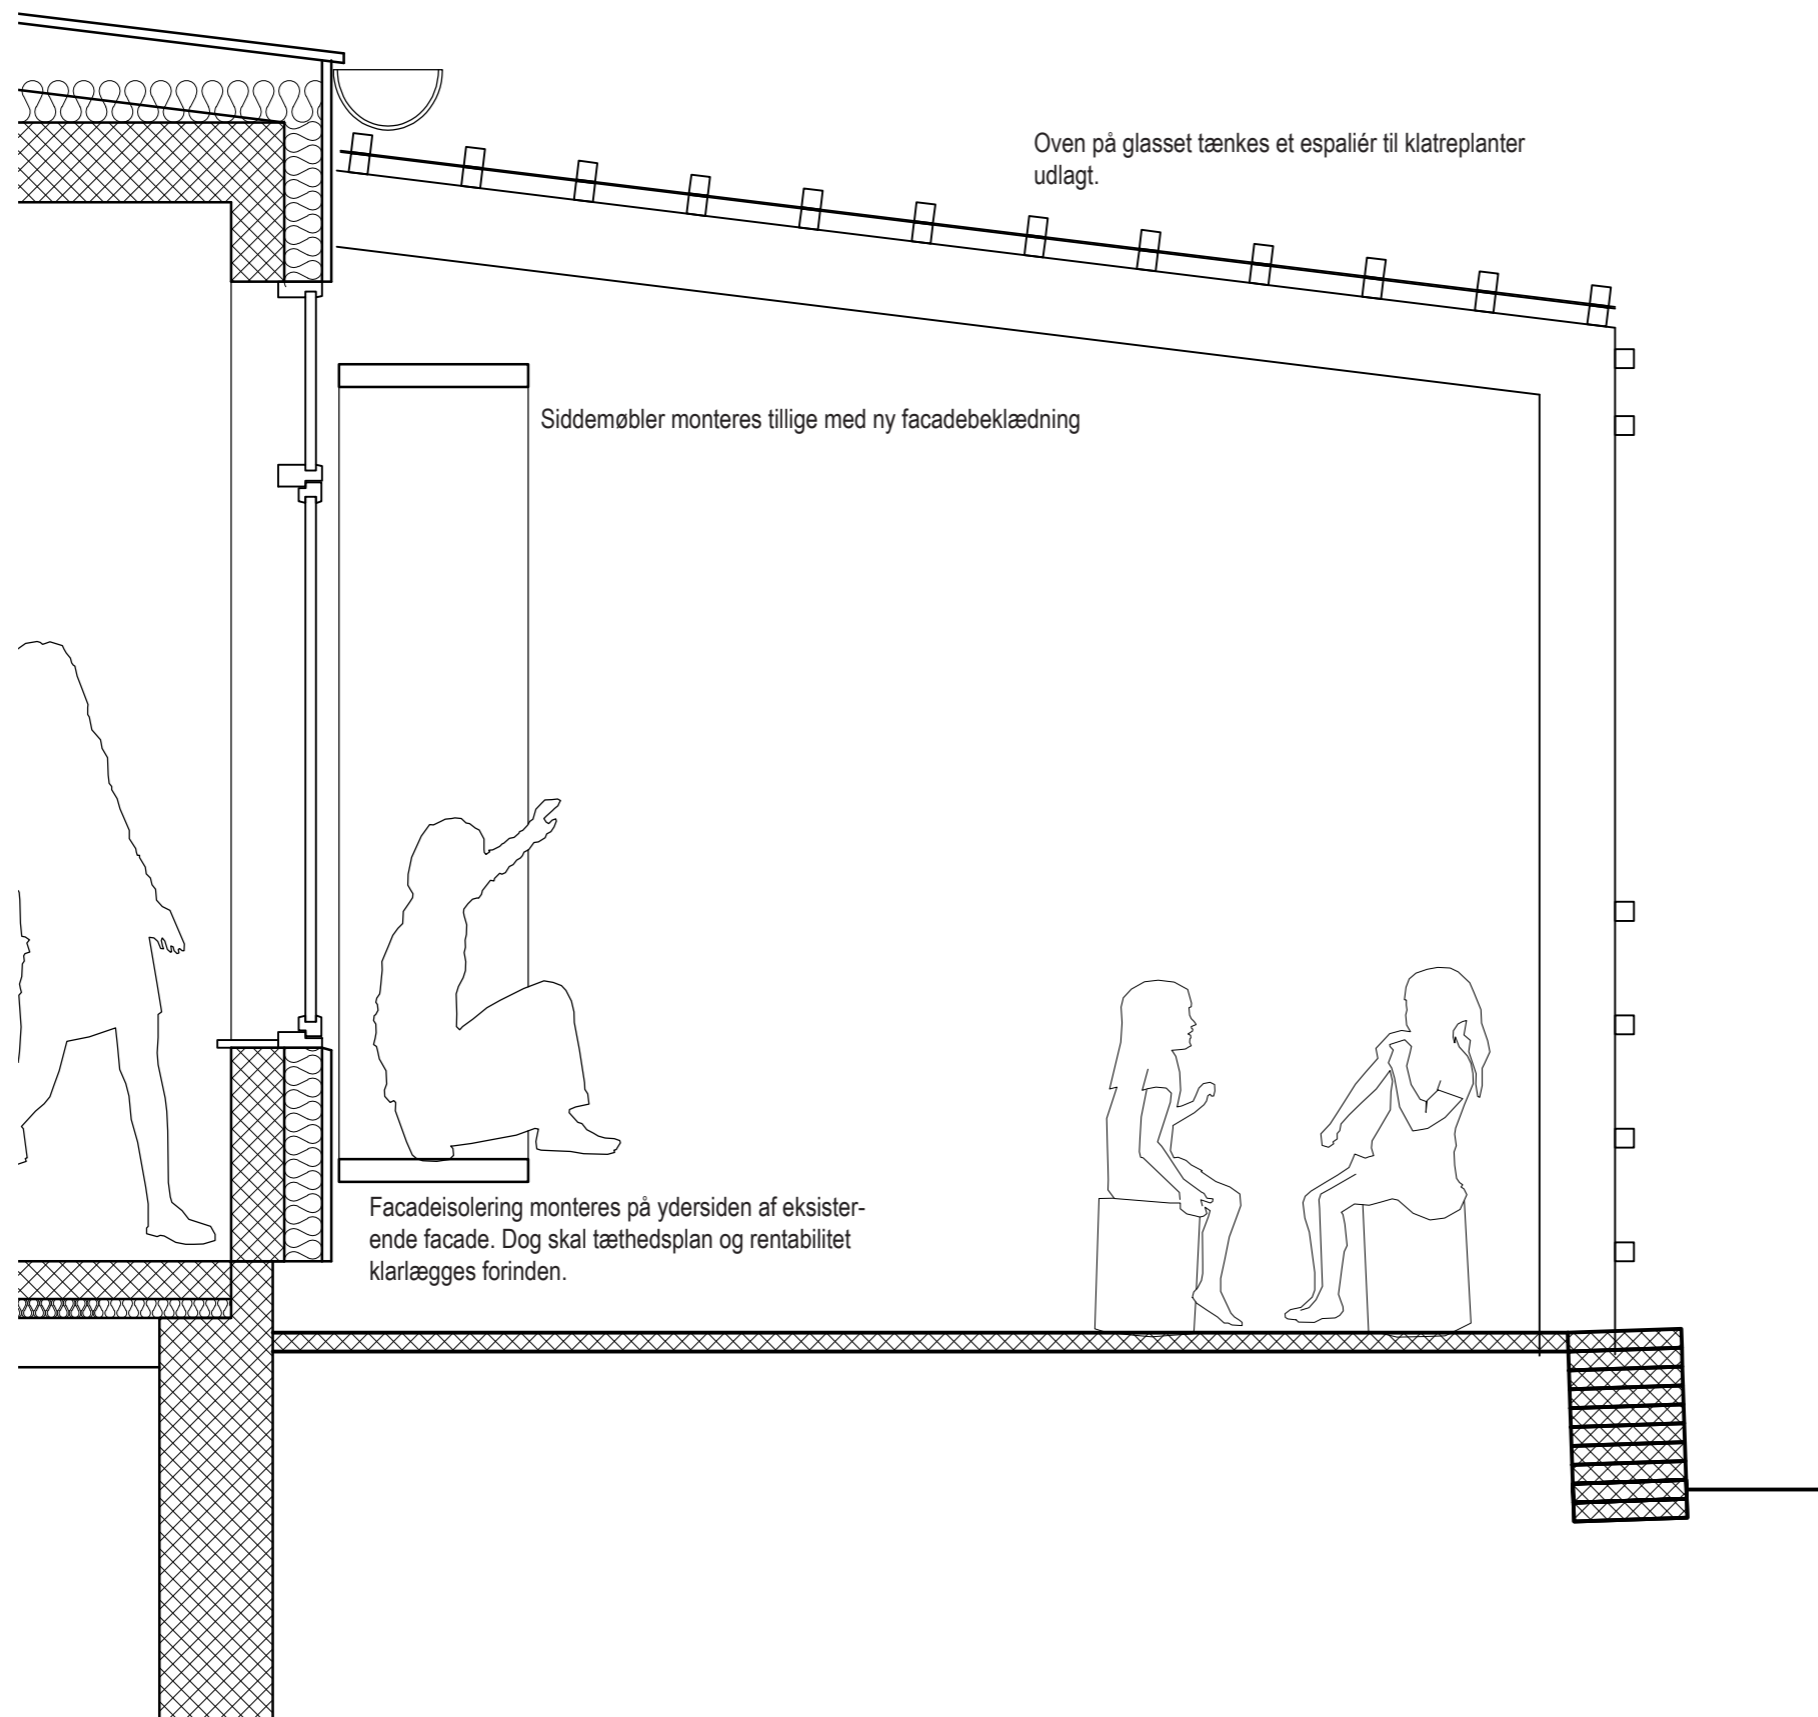 Oven på glasset tænkes et espaliér til klatreplanter
udlagt.
Siddemøbler monteres tillige med ny facadebeklædning
Facadeisolering monteres på ydersiden af eksister-
ende facade. Dog skal tæthedsplan og rentabilitet
klarlægges forinden.